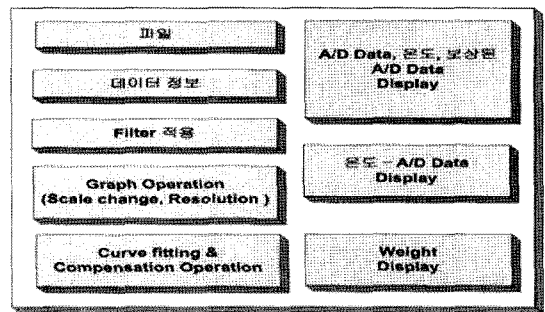 파일
데이터 정보
Filter 적용
Graph Operation
(Scale change, Resolution )
Curve fitting &
Compensation Operation
A/D Data, 온도, 보상된
A/D Data
Display
온도 - A/D Data
Display
Weight
Display